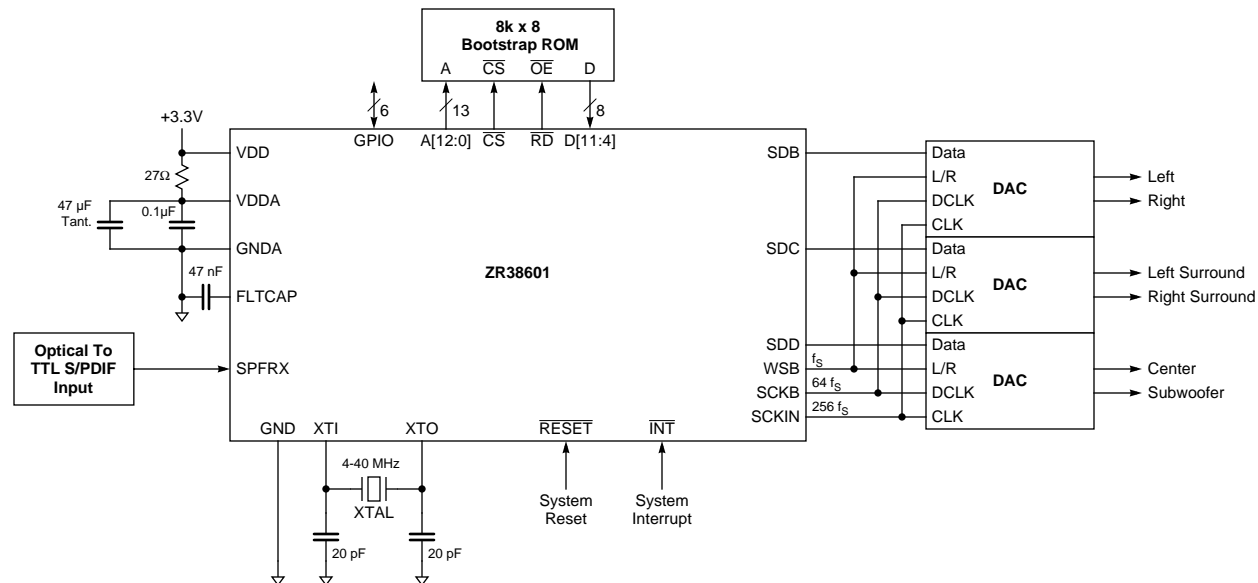 8k x 8
Bootstrap ROM
A CS OE D
6 13 8
+3.3V
GPIO A[12:0] CS RD D[11:4]
VDD
SDB
Data
27Ω
L/R
DAC
Left
VDDA
DCLK
Right
47 µF
Tant.
0.1µF
CLK
GNDA
SDC
Data
47 nF
ZR38601
L/R
DAC
Left Surround
FLTCAP
DCLK
Right Surround
CLK
Optical To
TTL S/PDIF
Input
SDD
Data
SPFRX
WSB
fS
L/R
DAC
Center
SCKB
64 fS
DCLK
Subwoofer
SCKIN
256 fS
CLK
GND XTI XTO RESET INT
4-40 MHz
XTAL
System
Reset
System
Interrupt
20 pF 20 pF